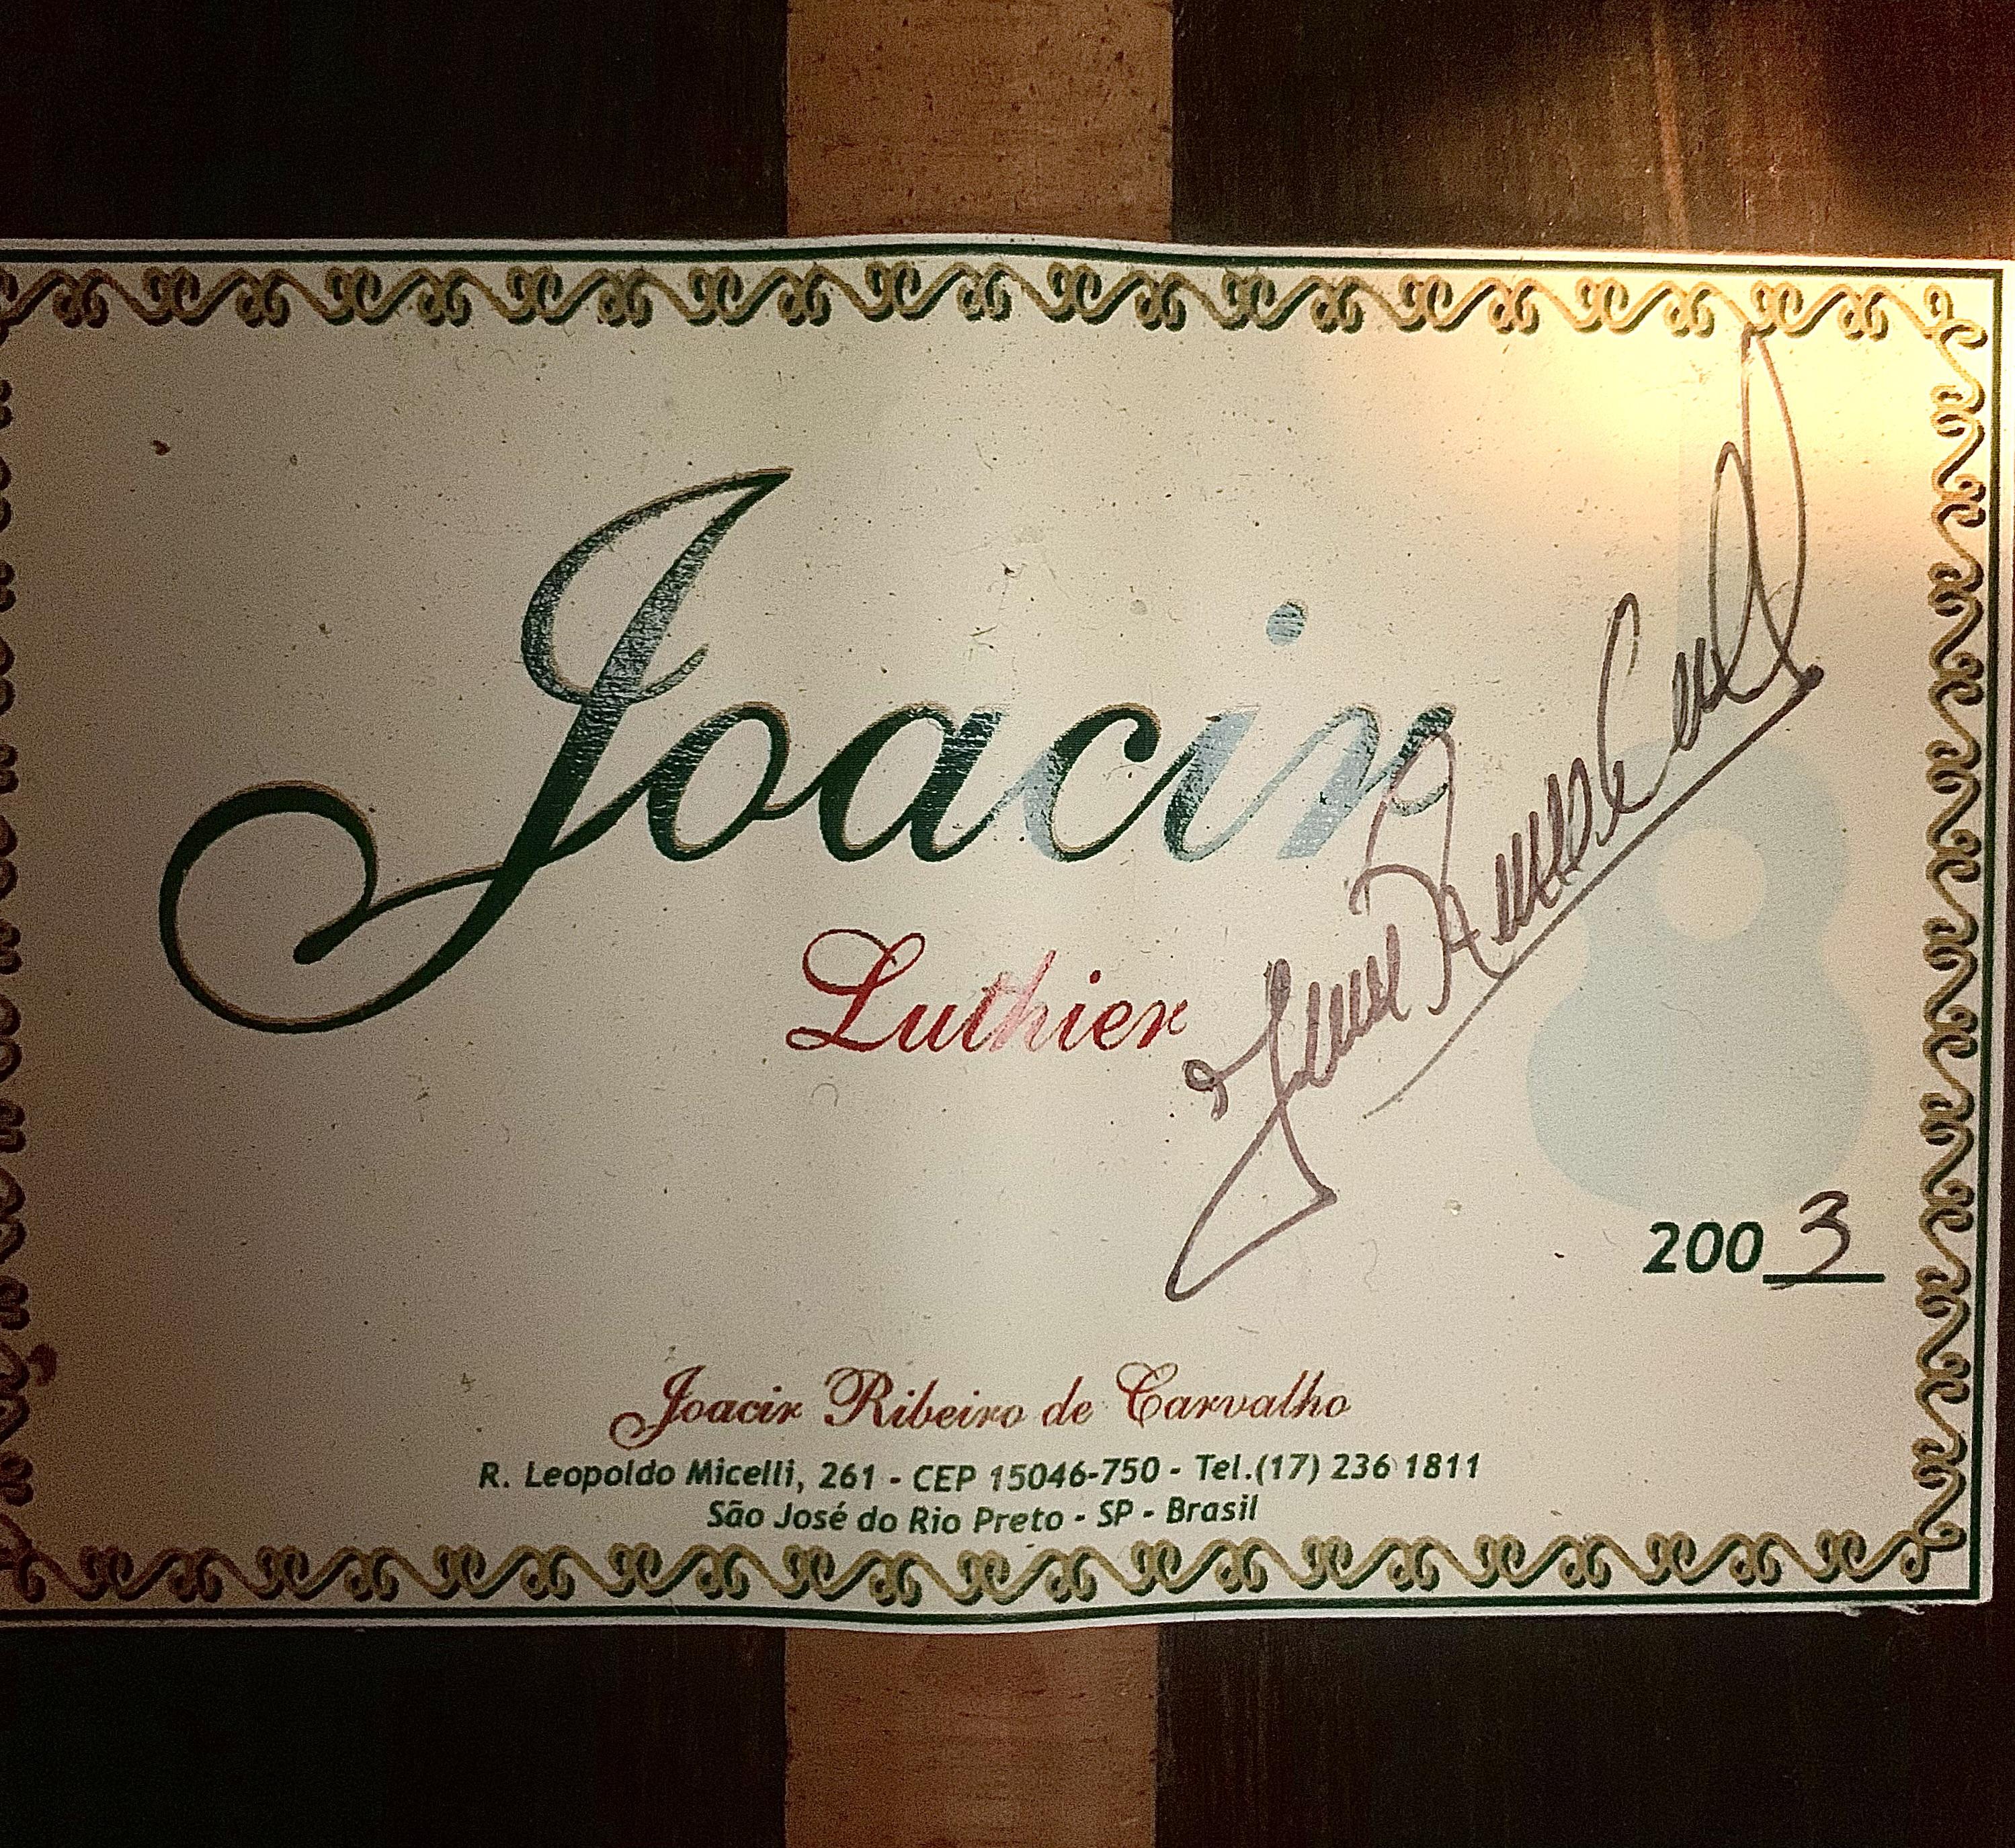 Joacir
Luthier
2003
Joacir Ribeiro de Carvalho
R. Leopoldo Micelli, 261 - CEP 15046-750 - Tel.(17) 236 1811
São José do Rio Preto - SP - Brasil